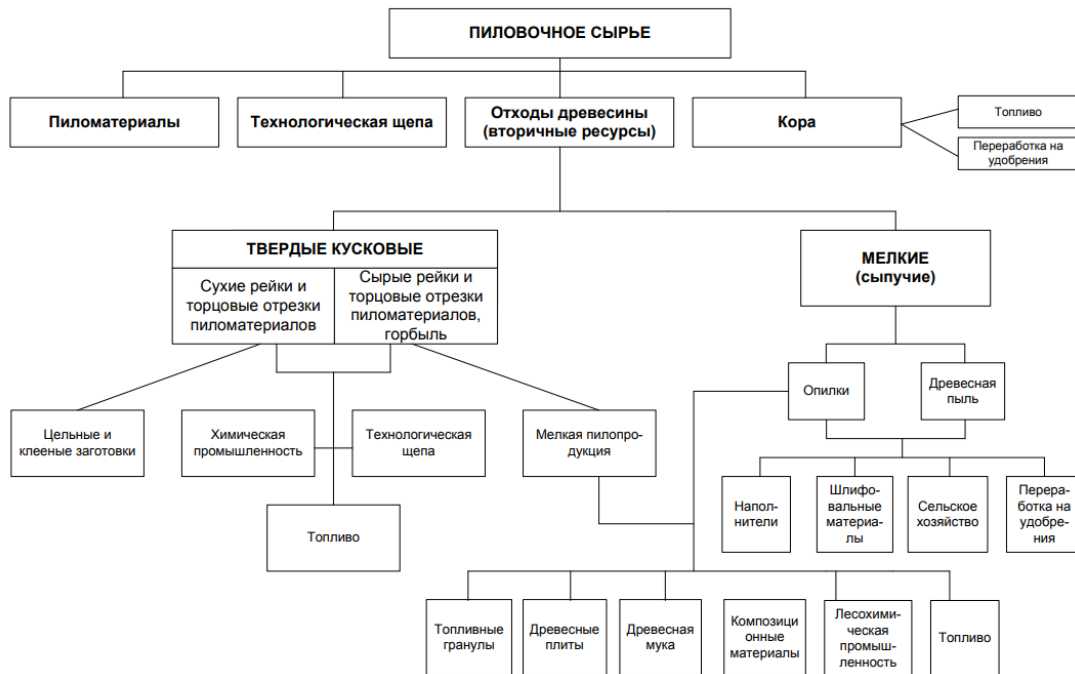 ПИЛОВОЧНОЕ СЫРЬЕ
Пиломатериалы
Технологическая щепа
Отходы древесины
(вторичные ресурсы)
Кора
Топливо
Переработка на
удобрения
ТВЕРДЫЕ КУСКОВЫЕ
Сухие рейки и
торцовые отрезки
пиломатериалов
Сырые рейки и
торцовые отрезки
пиломатериалов,
горбыль
МЕЛКИЕ
(сыпучие)
Опилки
Древесная
пыль
Цельные и
клееные заготовки
Химическая
промышленность
Технологическая
щепа
Мелкая пилопро-
дукция
Топливо
Напол-
нители
Шлифо-
вальные
материа-
лы
Сельское
хозяйство
Перера-
ботка на
удобре-
ния
Топливные
гранулы
Древесные
плиты
Древесная
мука
Композици
онные
материалы
Лесохими-
ческая
промыш-
ленность
Топливо